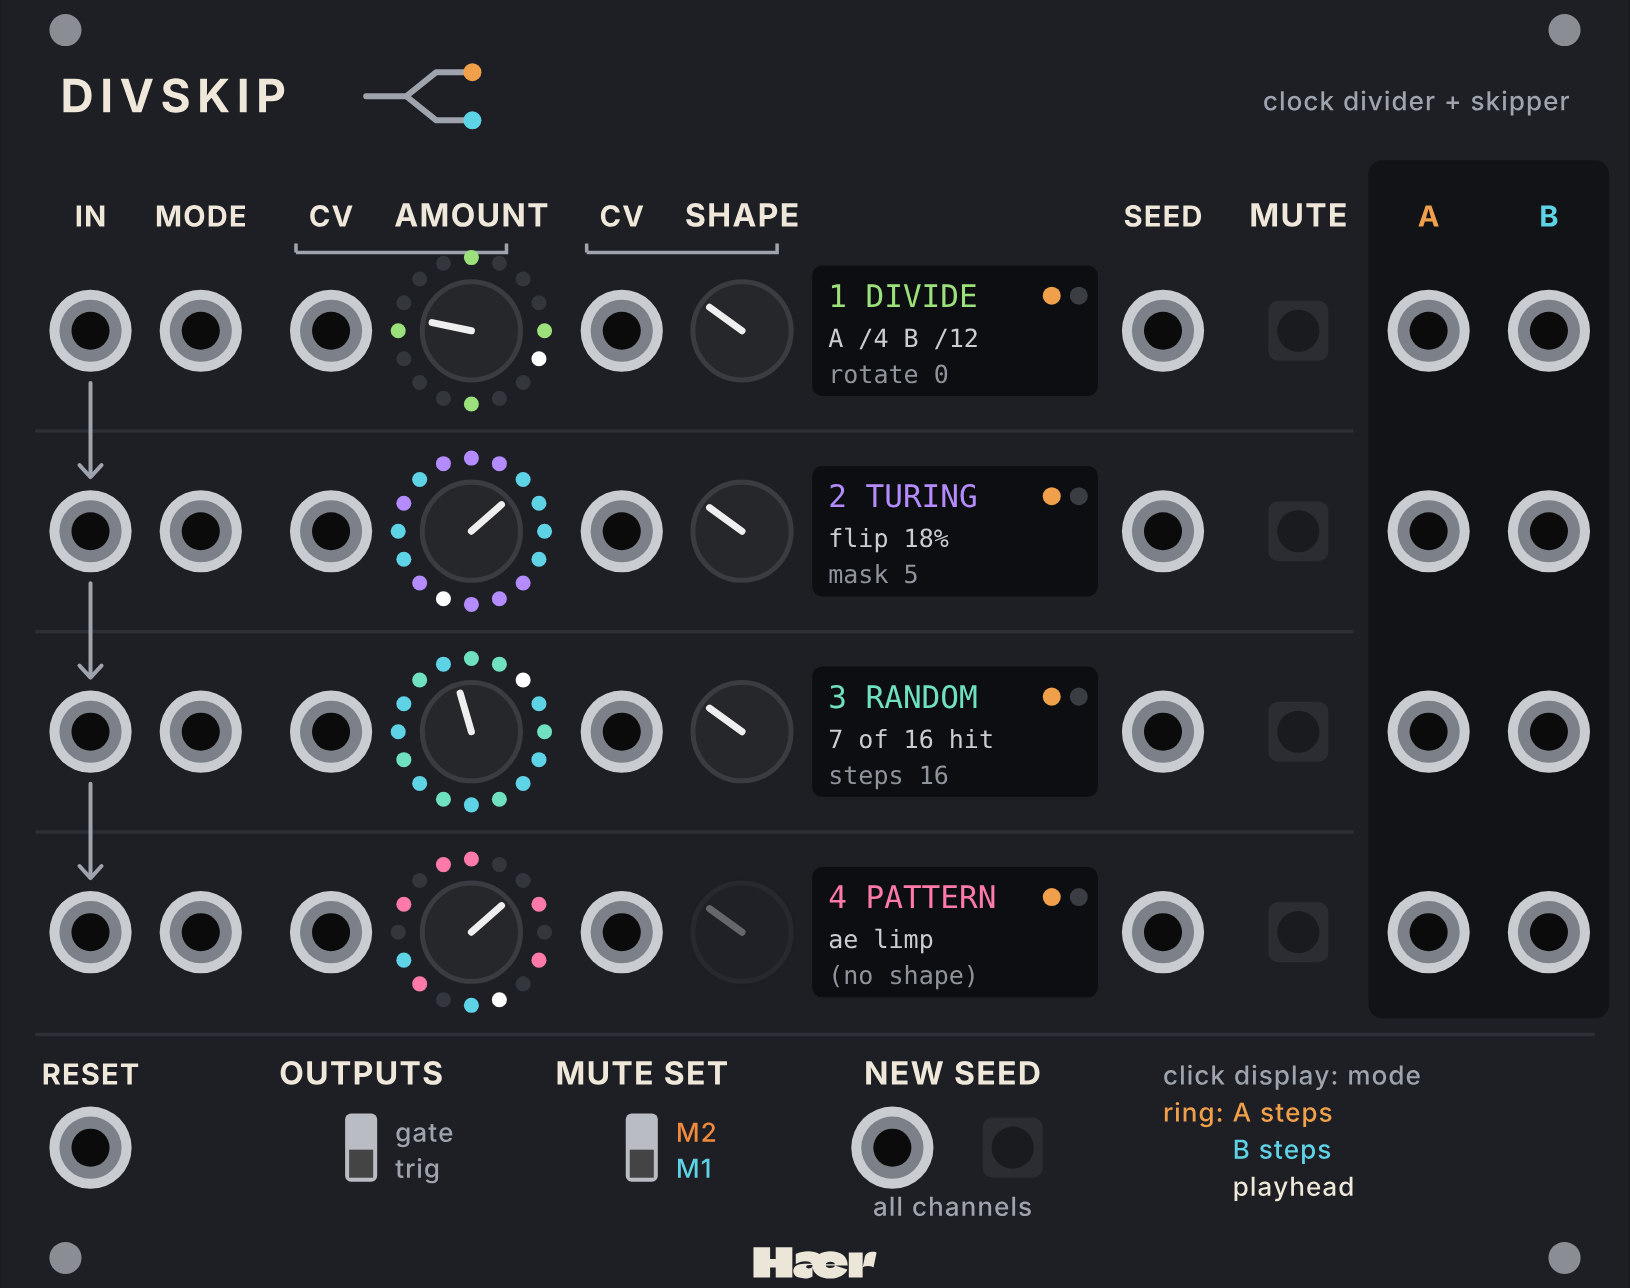 DIVSKIP
clock divider + skipper
IN MODE CV AMOUNT CV SHAPE SEED MUTE A B
1 DIVIDE
A /4 B /12
rotate 0
2 TURING
flip 18%
mask 5
3 RANDOM
7 of 16 hit
steps 16
4 PATTERN
ae limp
(no shape)
RESET OUTPUTS MUTE SET NEW SEED
gate
trig
M2
M1
all channels
click display: mode
ring: A steps
B steps
playhead
Haer